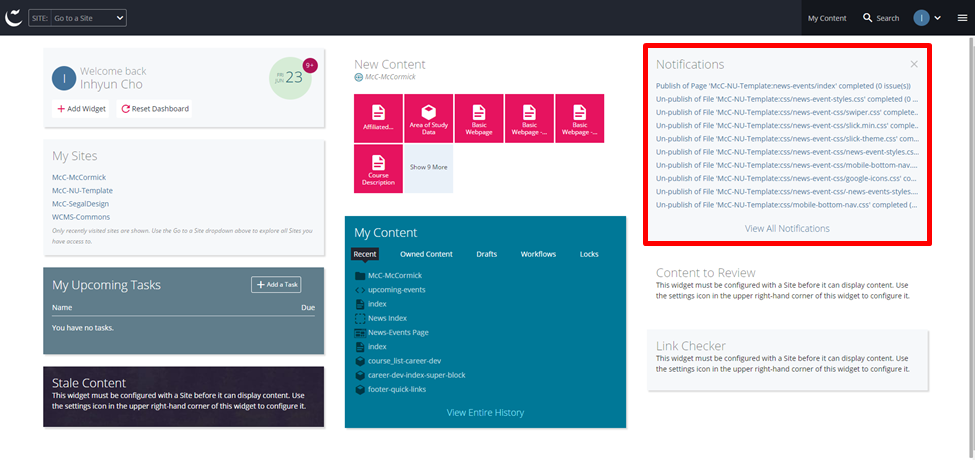 SITE: Go to a Site
My Content
Search
I
I
Welcome back
Inhyun Cho
FRI
JUN 23
9+
Add Widget
Reset Dashboard
My Sites
McC-McCormick
McC-NU-Template
McC-SegalDesign
WCMS-Commons
Only recently visited sites are shown. Use the Go to a Site dropdown above to explore all Sites you
have access to.
My Upcoming Tasks
Add a Task
Name Due
You have no tasks.
Stale Content
This widget must be configured with a Site before it can display content. Use
the settings icon in the upper right-hand corner of this widget to configure it.
New Content
McC-McCormick
Affiliated...
Area of Study
Data
Basic
Webpage
Basic
Webpage -...
Basic
Webpage -...
Course
Description
Show 9 More
My Content
Recent Owned Content Drafts Workflows Locks
McC-McCormick
upcoming-events
index
News Index
News-Events Page
index
course_list-career-dev
career-dev-index-super-block
footer-quick-links
View Entire History
Notifications
Publish of Page 'McC-NU-Template:news-events/index' completed (0 issue(s))
Un-publish of File 'McC-NU-Template:css/news-event-styles.css' completed (0 ...
Un-publish of File 'McC-NU-Template:css/news-event-css/swiper.css' complete...
Un-publish of File 'McC-NU-Template:css/news-event-css/slick.min.css' comple...
Un-publish of File 'McC-NU-Template:css/news-event-css/slick-theme.css' com...
Un-publish of File 'McC-NU-Template:css/news-event-css/news-event-styles.cs...
Un-publish of File 'McC-NU-Template:css/news-event-css/mobile-bottom-nav....
Un-publish of File 'McC-NU-Template:css/news-event-css/google-icons.css' co...
Un-publish of File 'McC-NU-Template:css/news-event-css/-news-events-styles....
Un-publish of File 'McC-NU-Template:css/mobile-bottom-nav.css' completed (...
View All Notifications
Content to Review
This widget must be configured with a Site before it can display content. Use
the settings icon in the upper right-hand corner of this widget to configure it.
Link Checker
This widget must be configured with a Site before it can display content. Use
the settings icon in the upper right-hand corner of this widget to configure it.